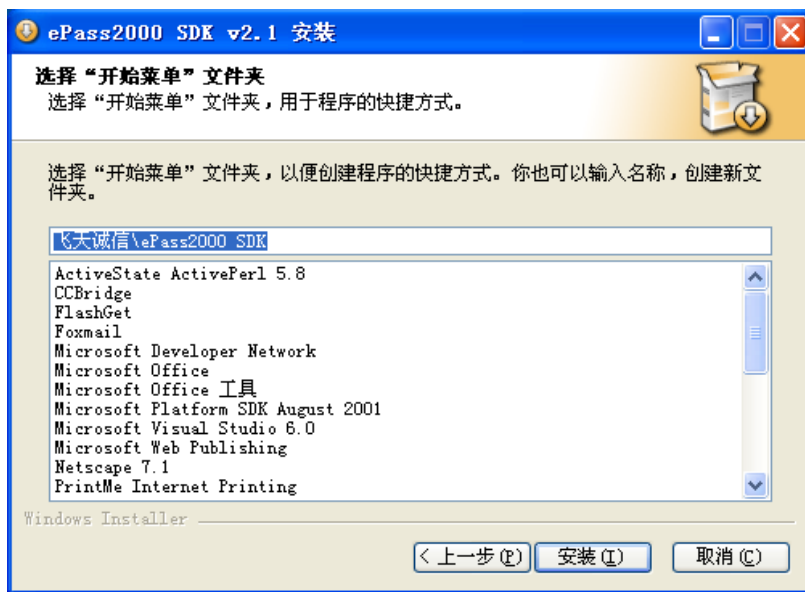 ePass2000 SDK v2.1 安装
选择“开始菜单”文件夹
选择“开始菜单”文件夹，用于程序的快捷方式。
选择“开始菜单”文件夹，以便创建程序的快捷方式。你也可以输入名称，创建新文
件夹。
飞天诚信\ePass2000 SDK
ActiveState ActivePerl 5.8
CCBridge
FlashGet
Foxmail
Microsoft Developer Network
Microsoft Office
Microsoft Office 工具
Microsoft Platform SDK August 2001
Microsoft Visual Studio 6.0
Microsoft Web Publishing
Netscape 7.1
PrintMe Internet Printing
Windows Installer
< 上一步(P) 安装(I) 取消(C)